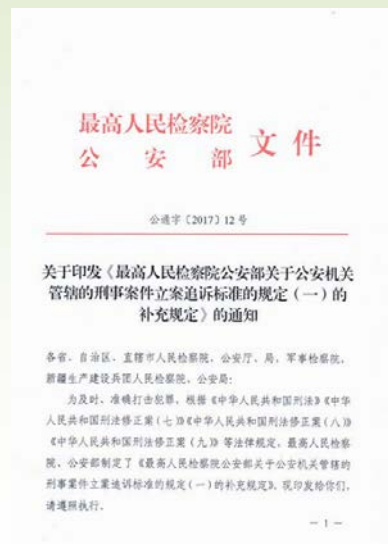 最高人民检察院
公安部 文件
公通字〔2017〕12号
关于印发《最高人民检察院公安部关于公安机关
管辖的刑事案件立案追诉标准的规定（一）的
补充规定》的通知
各省、自治区、直辖市人民检察院、公安厅、局，军事检察院，
新疆生产建设兵团人民检察院、公安局：
为及时、准确打击犯罪，根据《中华人民共和国刑法》《中华
人民共和国刑法修正案（七）》《中华人民共和国刑法修正案（八）》
《中华人民共和国刑法修正案（九）》等法律规定，最高人民检察
院、公安部制定了《最高人民检察院公安部关于公安机关管辖的
刑事案件立案追诉标准的规定（一）的补充规定》，现印发给你们，
请遵照执行。
— 1 —